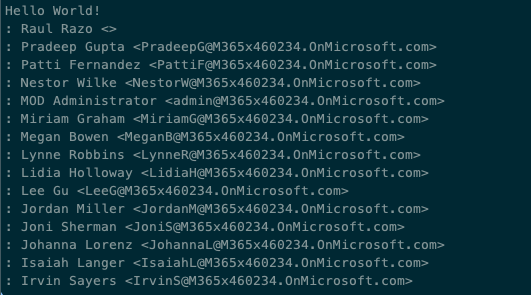 Hello World!
: Raul Razo <>
: Pradeep Gupta <PradeepG@M365x460234.OnMicrosoft.com>
: Patti Fernandez <PattiF@M365x460234.OnMicrosoft.com>
: Nestor Wilke <NestorW@M365x460234.OnMicrosoft.com>
: MOD Administrator <admin@M365x460234.OnMicrosoft.com>
: Miriam Graham <MiriamG@M365x460234.OnMicrosoft.com>
: Megan Bowen <MeganB@M365x460234.OnMicrosoft.com>
: Lynne Robbins <LynneR@M365x460234.OnMicrosoft.com>
: Lidia Holloway <LidiaH@M365x460234.OnMicrosoft.com>
: Lee Gu <LeeG@M365x460234.OnMicrosoft.com>
: Jordan Miller <JordanM@M365x460234.OnMicrosoft.com>
: Joni Sherman <JoniS@M365x460234.OnMicrosoft.com>
: Johanna Lorenz <JohannaL@M365x460234.OnMicrosoft.com>
: Isaiah Langer <IsaiahL@M365x460234.OnMicrosoft.com>
: Irvin Sayers <IrvinS@M365x460234.OnMicrosoft.com>